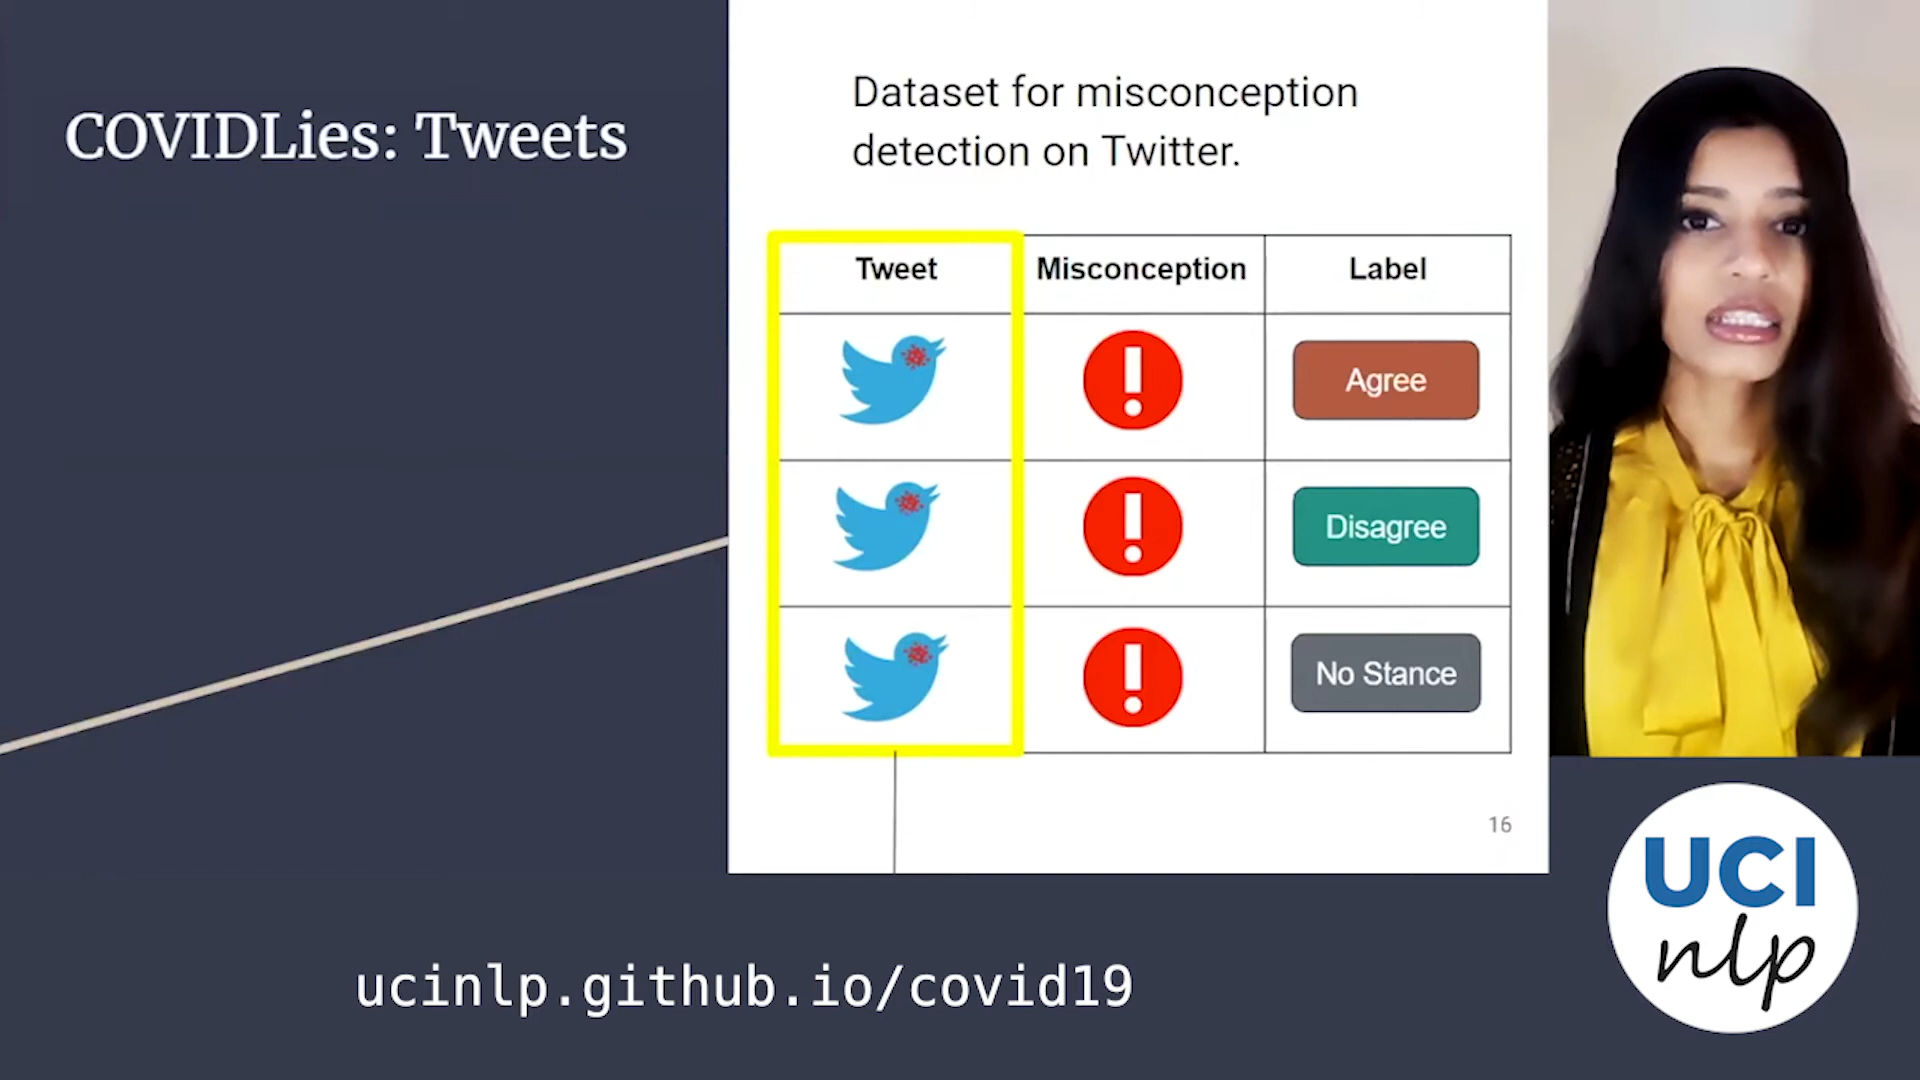 COVIDLies: Tweets
Dataset for misconception
detection on Twitter.
Tweet Misconception Label
Agree
Disagree
No Stance
16
UCI
nlp
ucinlp.github.io/covid19